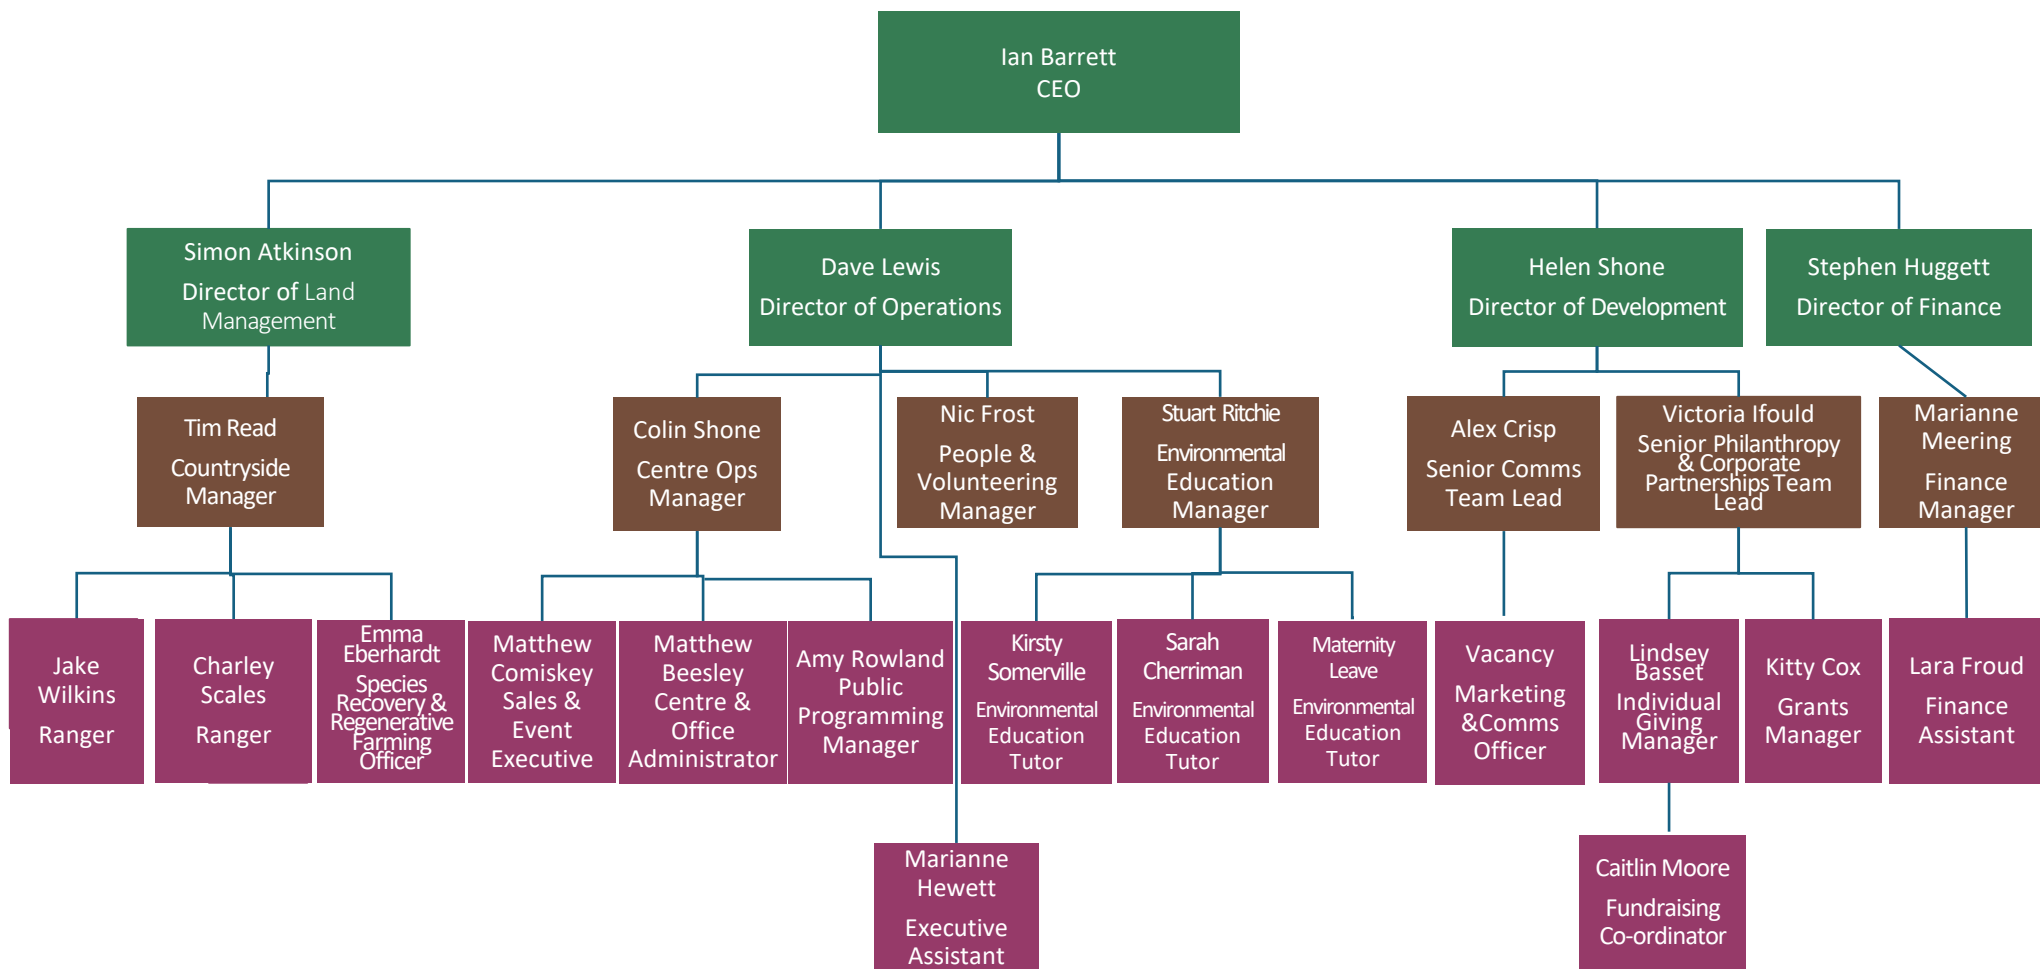 Ian Barrett
CEO
Simon Atkinson
Director of Land
Management
Dave Lewis
Director of Operations
Helen Shone
Director of Development
Stephen Huggett
Director of Finance
Tim Read
Countryside
Manager
Colin Shone
Centre Ops
Manager
Nic Frost
People &
Volunteering
Manager
Stuart Ritchie
Environmental
Education
Manager
Alex Crisp
Senior Comms
Team Lead
Victoria Ifould
Senior Philanthropy
& Corporate
Partnerships Team
Lead
Marianne
Meering
Finance
Manager
Jake
Wilkins
Ranger
Charley
Scales
Ranger
Emma
Eberhardt
Species
Recovery &
Regenerative
Farming
Officer
Matthew
Comiskey
Sales &
Event
Executive
Matthew
Beesley
Centre &
Office
Administrator
Amy Rowland
Public
Programming
Manager
Kirsty
Somerville
Environmental
Education
Tutor
Sarah
Cherriman
Environmental
Education
Tutor
Maternity
Leave
Environmental
Education
Tutor
Vacancy
Marketing
&Comms
Officer
Lindsey
Basset
Individual
Giving
Manager
Kitty Cox
Grants
Manager
Lara Froud
Finance
Assistant
Marianne
Hewett
Executive
Assistant
Caitlin Moore
Fundraising
Co-ordinator